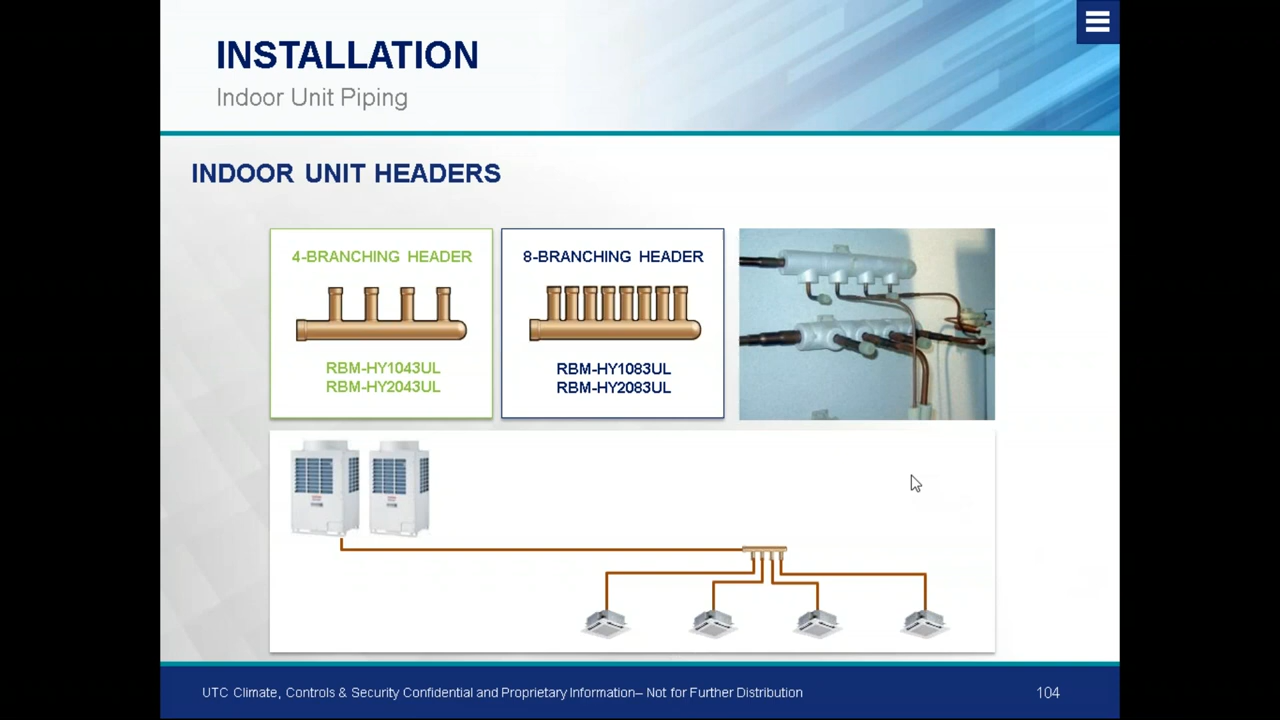 INSTALLATION
Indoor Unit Piping
INDOOR UNIT HEADERS
4-BRANCHING HEADER
RBM-HY1043UL
RBM-HY2043UL
8-BRANCHING HEADER
RBM-HY1083UL
RBM-HY2083UL
UTC Climate, Controls & Security Confidential and Proprietary Information– Not for Further Distribution
104